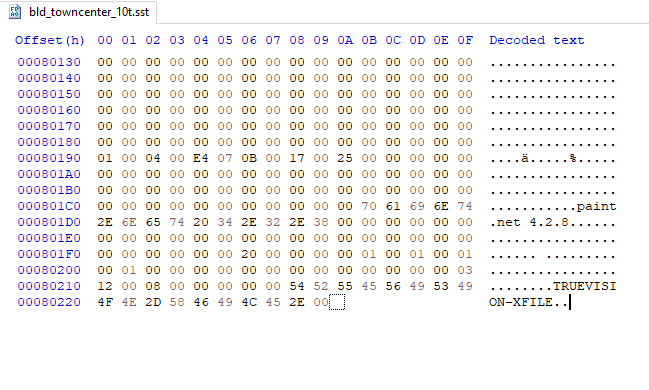 bld_towncenter_10t.sst
Offset(h) 00 01 02 03 04 05 06 07 08 09 0A 0B 0C 0D 0E 0F Decoded text
00080130 00 00 00 00 00 00 00 00 00 00 00 00 00 00 00 00 ................
00080140 00 00 00 00 00 00 00 00 00 00 00 00 00 00 00 00 ................
00080150 00 00 00 00 00 00 00 00 00 00 00 00 00 00 00 00 ................
00080160 00 00 00 00 00 00 00 00 00 00 00 00 00 00 00 00 ................
00080170 00 00 00 00 00 00 00 00 00 00 00 00 00 00 00 00 ................
00080180 00 00 00 00 00 00 00 00 00 00 00 00 00 00 00 00 ................
00080190 01 00 04 00 E4 07 0B 00 17 00 25 00 00 00 00 00 ....ä.....%.....
000801A0 00 00 00 00 00 00 00 00 00 00 00 00 00 00 00 00 ................
000801B0 00 00 00 00 00 00 00 00 00 00 00 00 00 00 00 00 ................
000801C0 00 00 00 00 00 00 00 00 00 00 00 70 61 69 6E 74 ...........paint
000801D0 2E 6E 65 74 20 34 2E 32 2E 38 00 00 00 00 00 00 .net 4.2.8......
000801E0 00 00 00 00 00 00 00 00 00 00 00 00 00 00 00 00 ................
000801F0 00 00 00 00 00 00 20 00 00 00 00 01 00 01 00 01 ...... .........
00080200 00 01 00 00 00 00 00 00 00 00 00 00 00 00 00 03 ................
00080210 12 00 08 00 00 00 00 00 54 52 55 45 56 49 53 49 ........TRUEVISI
00080220 4F 4E 2D 58 46 49 4C 45 2E 00 ON-XFILE..